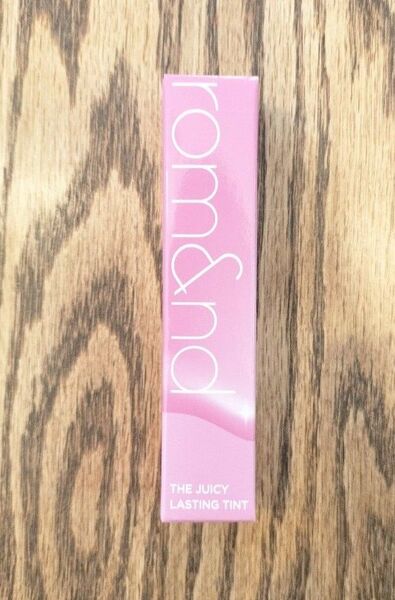 rom&nd
THE JUICY
LASTING TINT